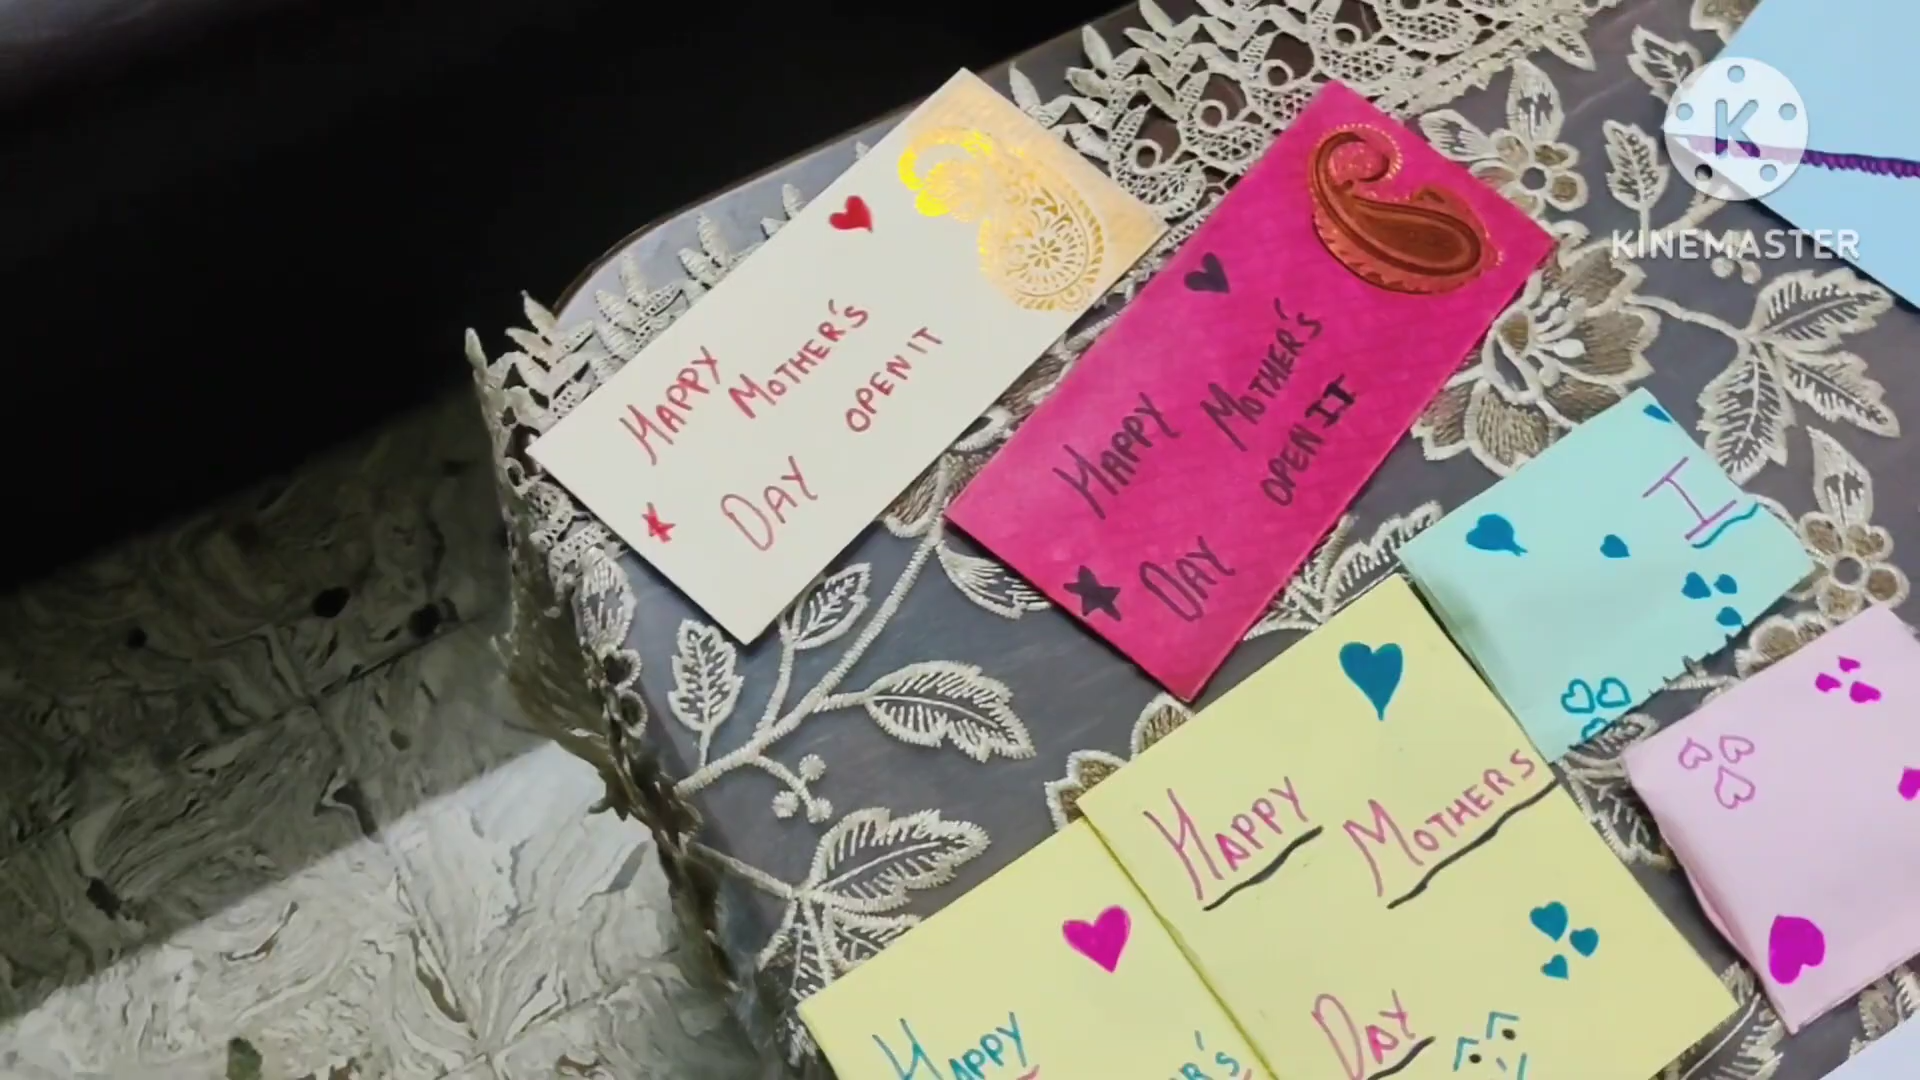 HAPPY
MOTHER'S
DAY
OPEN IT
HAPPY
MOTHER'S
DAY
OPEN IT
I
HAPPY
MOTHERS
DAY
HAPPY
K
KINEMASTER